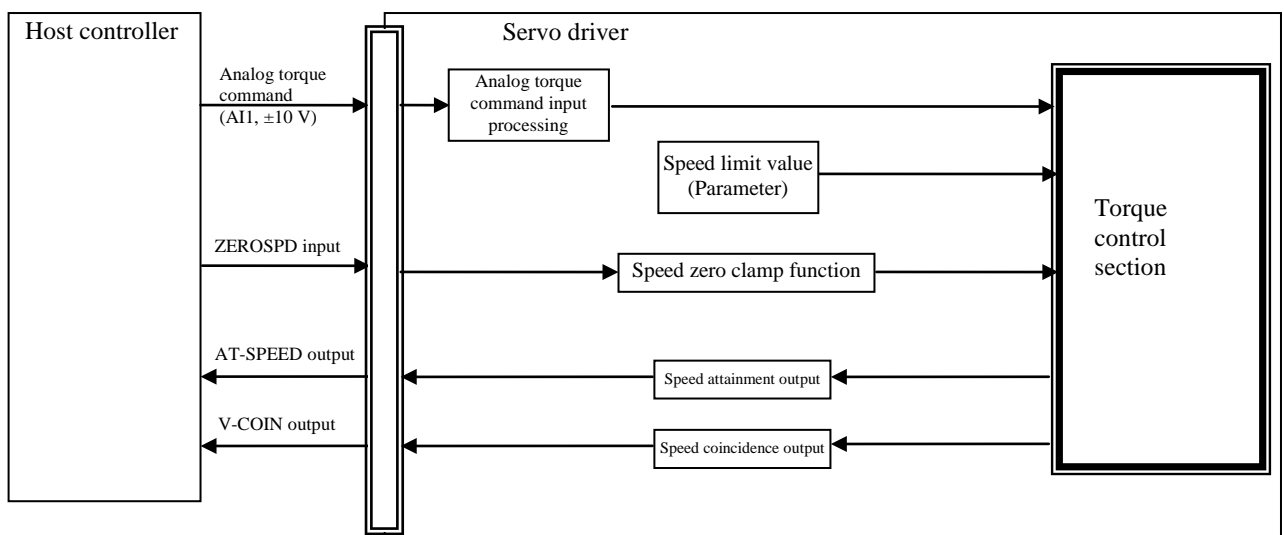 Host controller
Servo driver
Analog torque
command
(AI1, ±10 V)
Analog torque
command input
processing
Speed limit value
(Parameter)
Torque
control
section
ZEROSPD input
Speed zero clamp function
AT-SPEED output
Speed attainment output
V-COIN output
Speed coincidence output